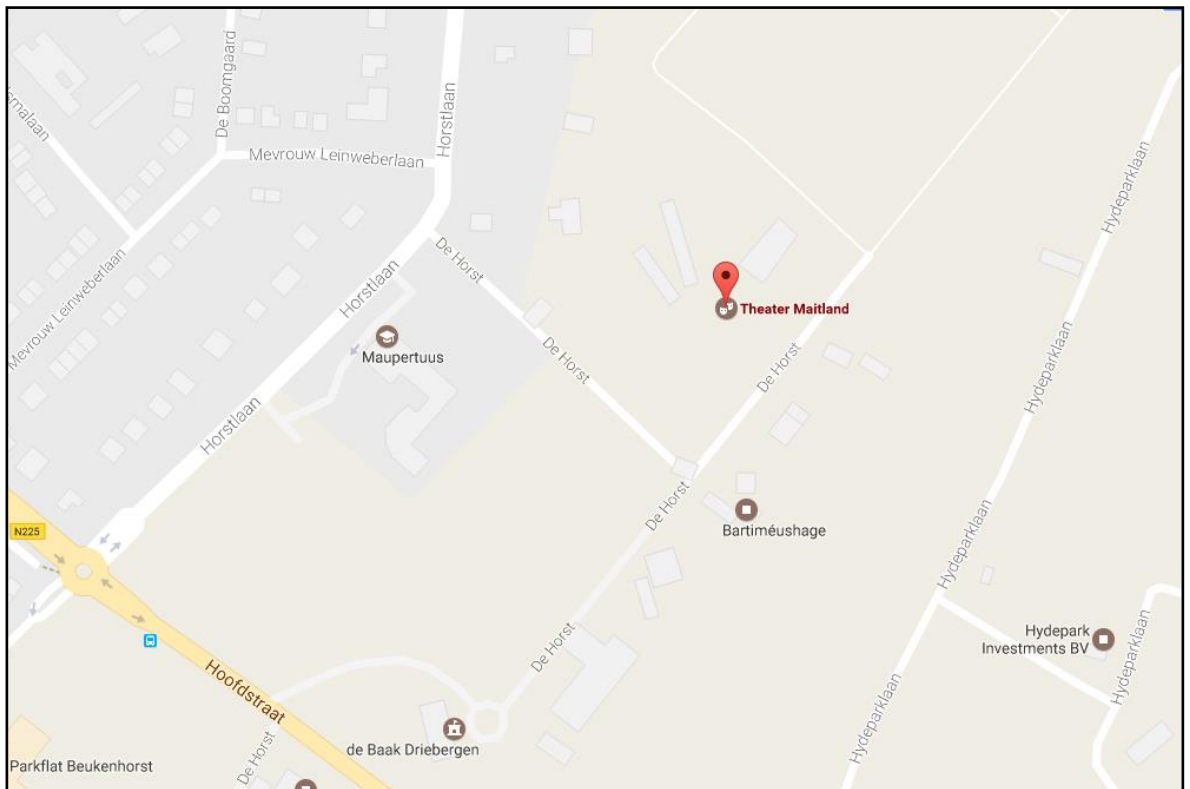 De Boomgaard
Horstlaan
Mevrouw Leinweberlaan
Hydeparklaan
De Horst
Mevrouw Leinweberlaan
Horstlaan
Theater Maitland
Maupertuus
De Horst
De Horst
Hydeparklaan
Horstlaan
De Horst
Bartiméushage
N225
Hydeparklaan
De Horst
Hydepark
Investments BV
Hydeparklaan
Hoofdstraat
Hydeparklaan
de Baak Driebergen
De Horst
Parkflat Beukenhorst